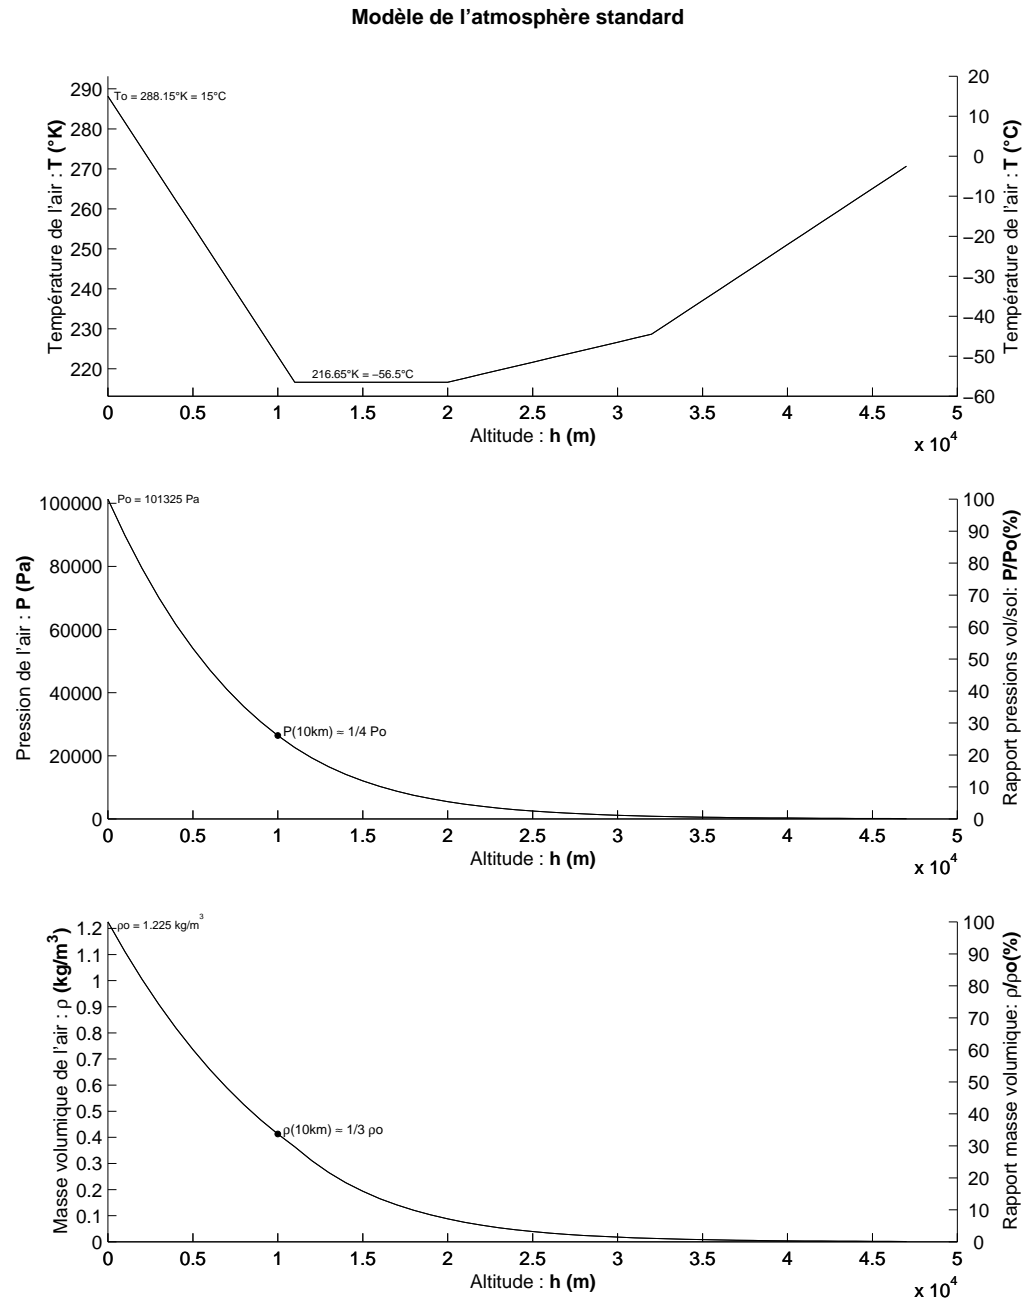 Modèle de l'atmosphère standard
290
280
270
260
250
240
230
220
Température de l'air : T (°K)
To = 288.15°K = 15°C
216.65°K = −56.5°C
20
10
0
−10
−20
−30
−40
−50
−60
Température de l'air : T (°C)
0 0.5 1 1.5 2 2.5 3 3.5 4 4.5 5
Altitude : h (m)
x 10⁴
100000
80000
60000
40000
20000
0
Pression de l'air : P (Pa)
Po = 101325 Pa
P(10km) ≈ 1/4 Po
100
90
80
70
60
50
40
30
20
10
0
Rapport pressions vol/sol: P/Po(%)
0 0.5 1 1.5 2 2.5 3 3.5 4 4.5 5
Altitude : h (m)
x 10⁴
1.2
1.1
1
0.9
0.8
0.7
0.6
0.5
0.4
0.3
0.2
0.1
0
Masse volumique de l'air : ρ (kg/m³)
ρo = 1.225 kg/m³
ρ(10km) ≈ 1/3 ρo
100
90
80
70
60
50
40
30
20
10
0
Rapport masse volumique: ρ/ρo(%)
0 0.5 1 1.5 2 2.5 3 3.5 4 4.5 5
Altitude : h (m)
x 10⁴